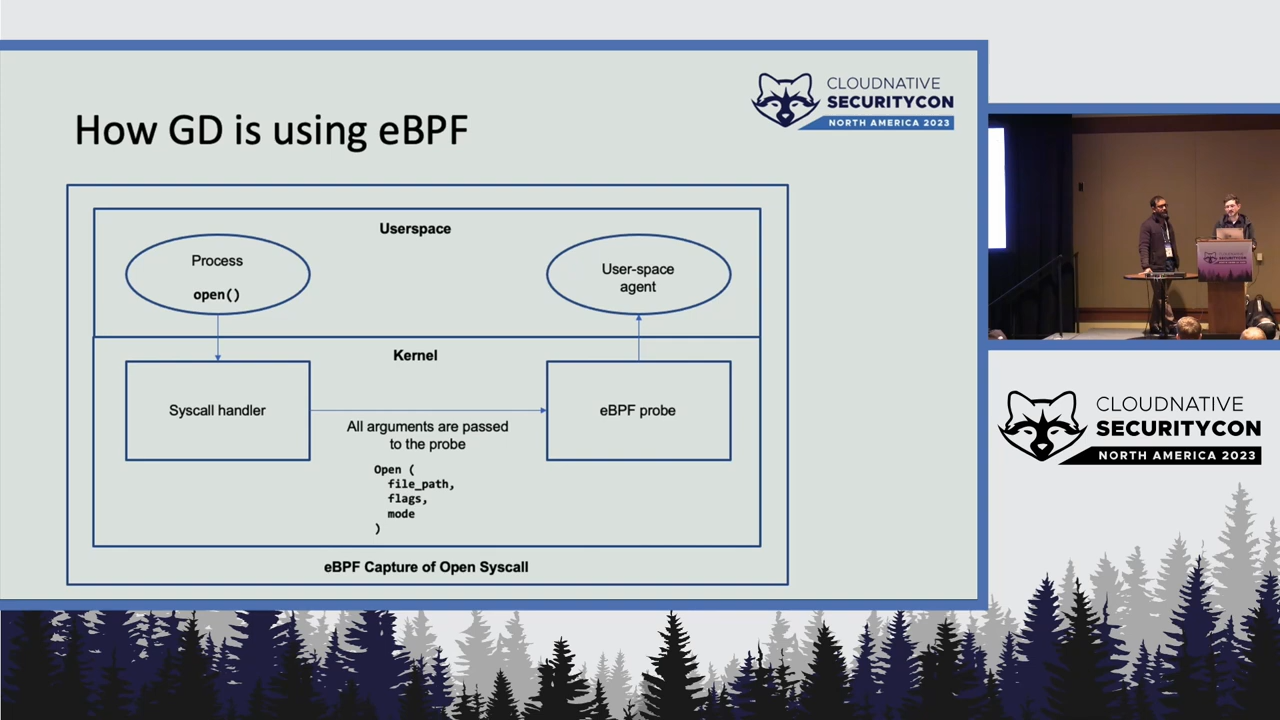 CLOUDNATIVE
SECURITYCON
NORTH AMERICA 2023
How GD is using eBPF
Userspace
Process
open()
User-space
agent
Kernel
Syscall handler
eBPF probe
All arguments are passed
to the probe
Open (
file_path,
flags,
mode
)
eBPF Capture of Open Syscall
CLOUDNATIVE
SECURITYCON
CLOUDNATIVE
SECURITYCON
NORTH AMERICA 2023